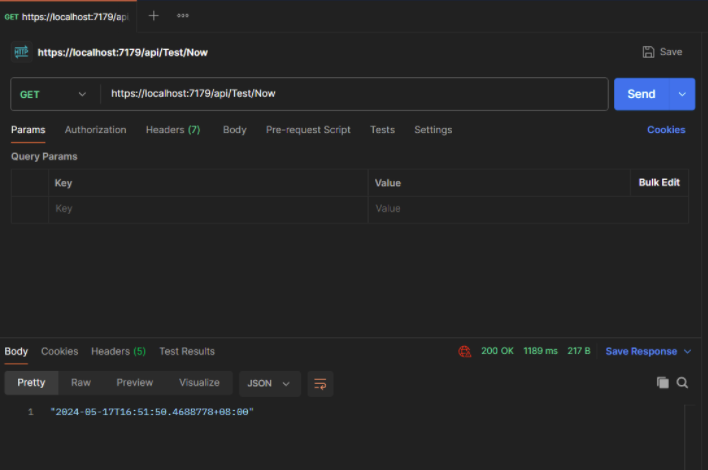 GET https://localhost:7179/api
HTTP https://localhost:7179/api/Test/Now Save
GET https://localhost:7179/api/Test/Now Send
Params Authorization Headers (7) Body Pre-request Script Tests Settings Cookies
Query Params
Key Value Bulk Edit
Key Value
Body Cookies Headers (5) Test Results 200 OK 1189 ms 217 B Save Response
Pretty Raw Preview Visualize JSON
1 "2024-05-17T16:51:50.4688778+08:00"